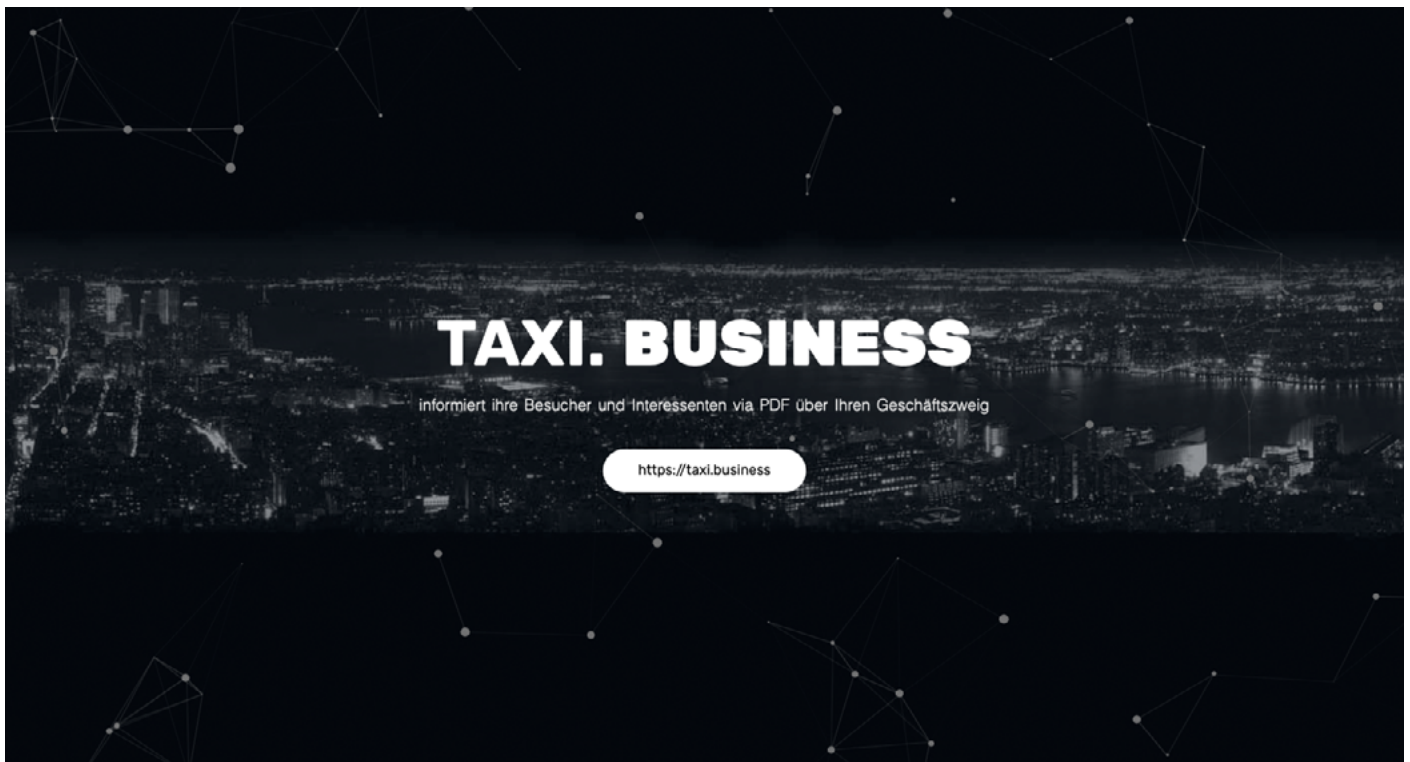 TAXI. BUSINESS
informiert ihre Besucher und Interessenten via PDF über Ihren Geschäftszweig
https://taxi.business